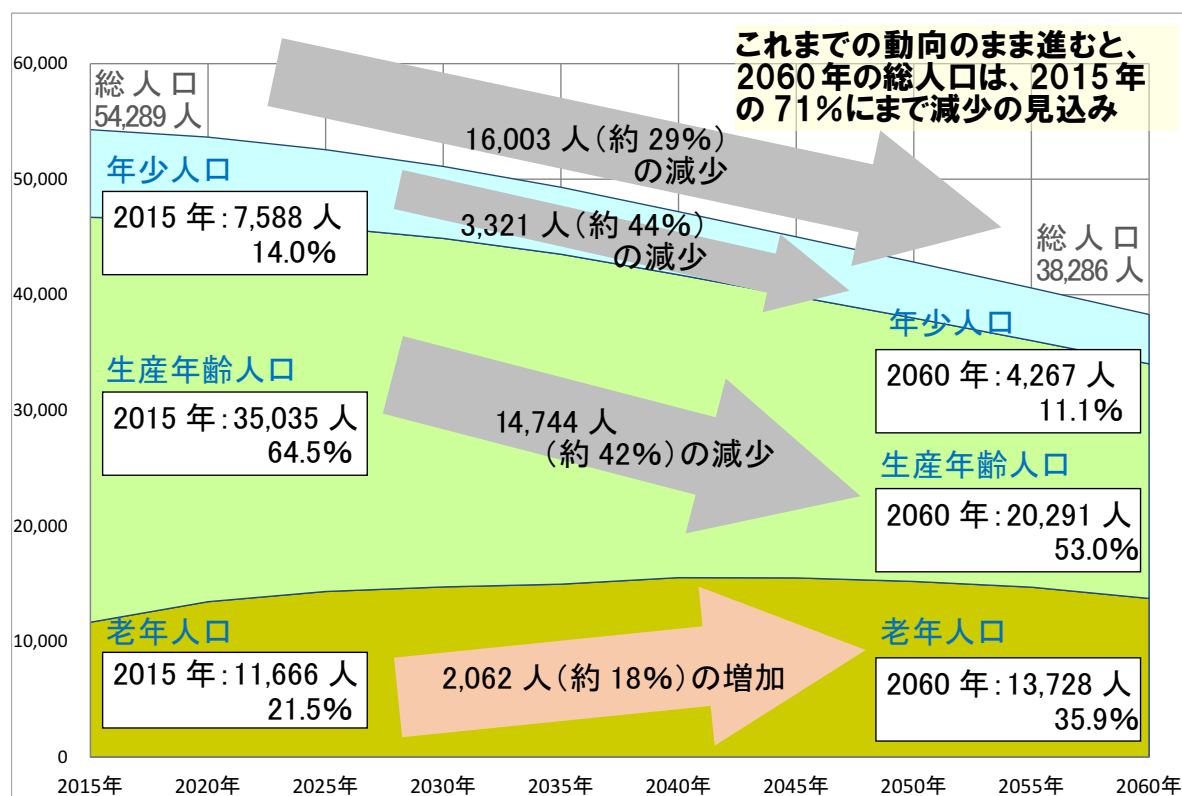 これまでの動向のまま進むと、
2060年の総人口は、2015年
の71%にまで減少の見込み
60,000
50,000
40,000
30,000
20,000
10,000
0
総人口
54,289人
16,003人(約29%)
の減少
年少人口
2015年:7,588人
14.0%
3,321人(約44%)
の減少
総人口
38,286人
年少人口
2060年:4,267人
11.1%
生産年齢人口
2015年:35,035人
64.5%
14,744人
(約42%)の減少
生産年齢人口
2060年:20,291人
53.0%
老年人口
2015年:11,666人
21.5%
2,062人(約18%)の増加
老年人口
2060年:13,728人
35.9%
2015年 2020年 2025年 2030年 2035年 2040年 2045年 2050年 2055年 2060年